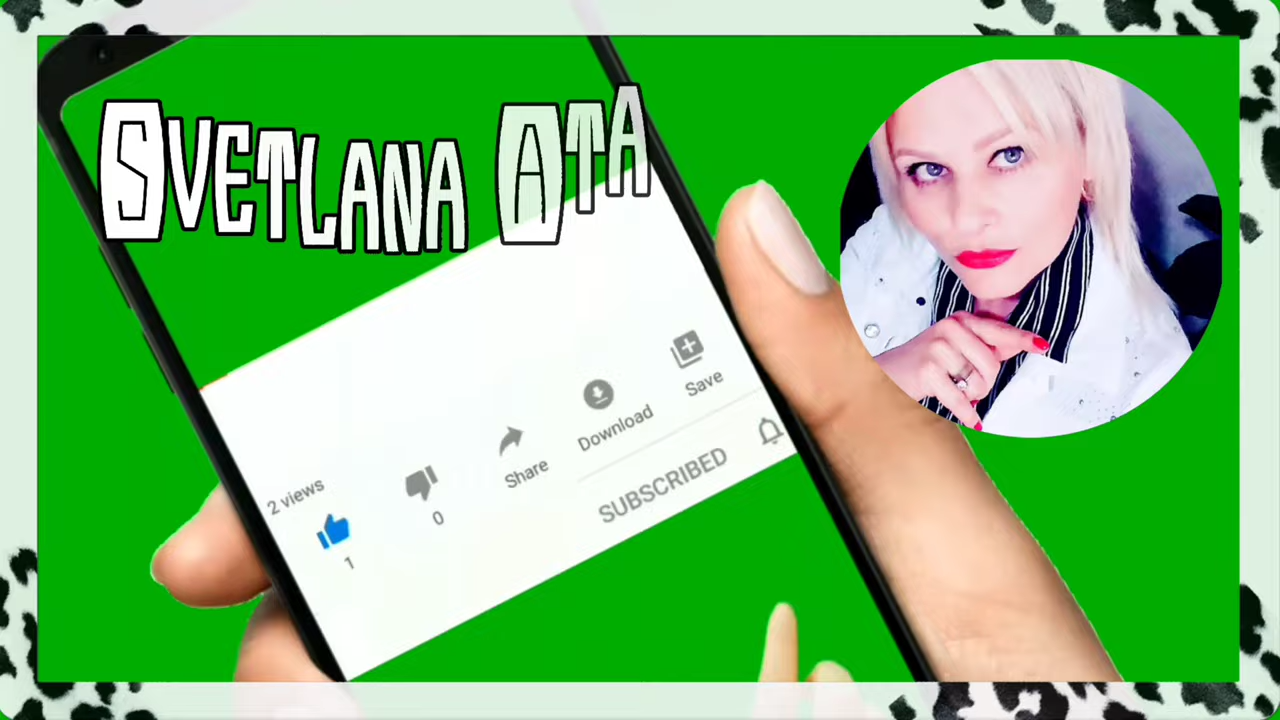 Svetlana Ata
2 views
1
0
Share
Download
Save
SUBSCRIBED